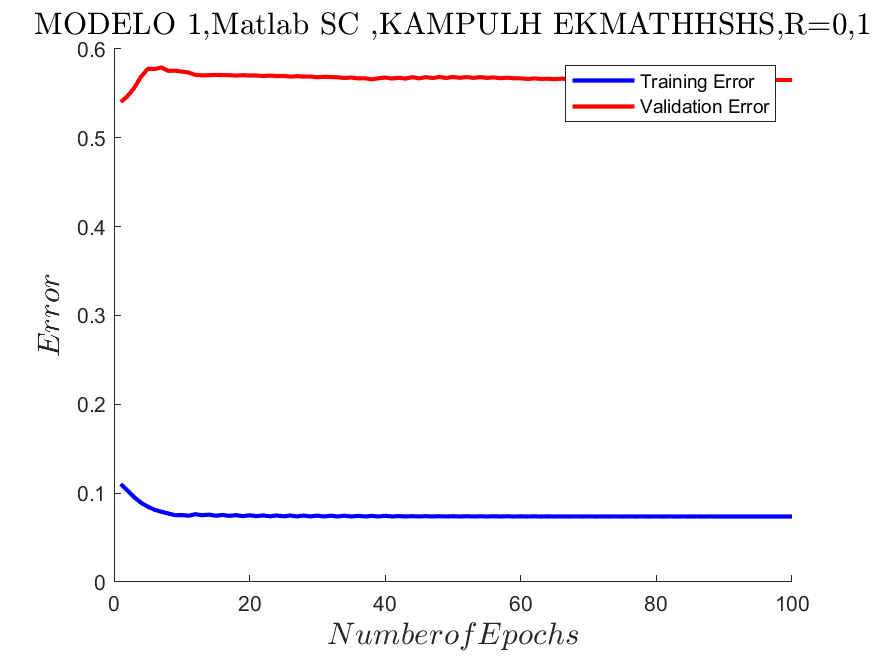 MODELO 1,Matlab SC ,KAMPULH EKMATHHSHS,R=0,1
0.6
0.5
0.4
0.3
0.2
0.1
0
Error
Training Error
Validation Error
0 20 40 60 80 100
NumberofEpochs